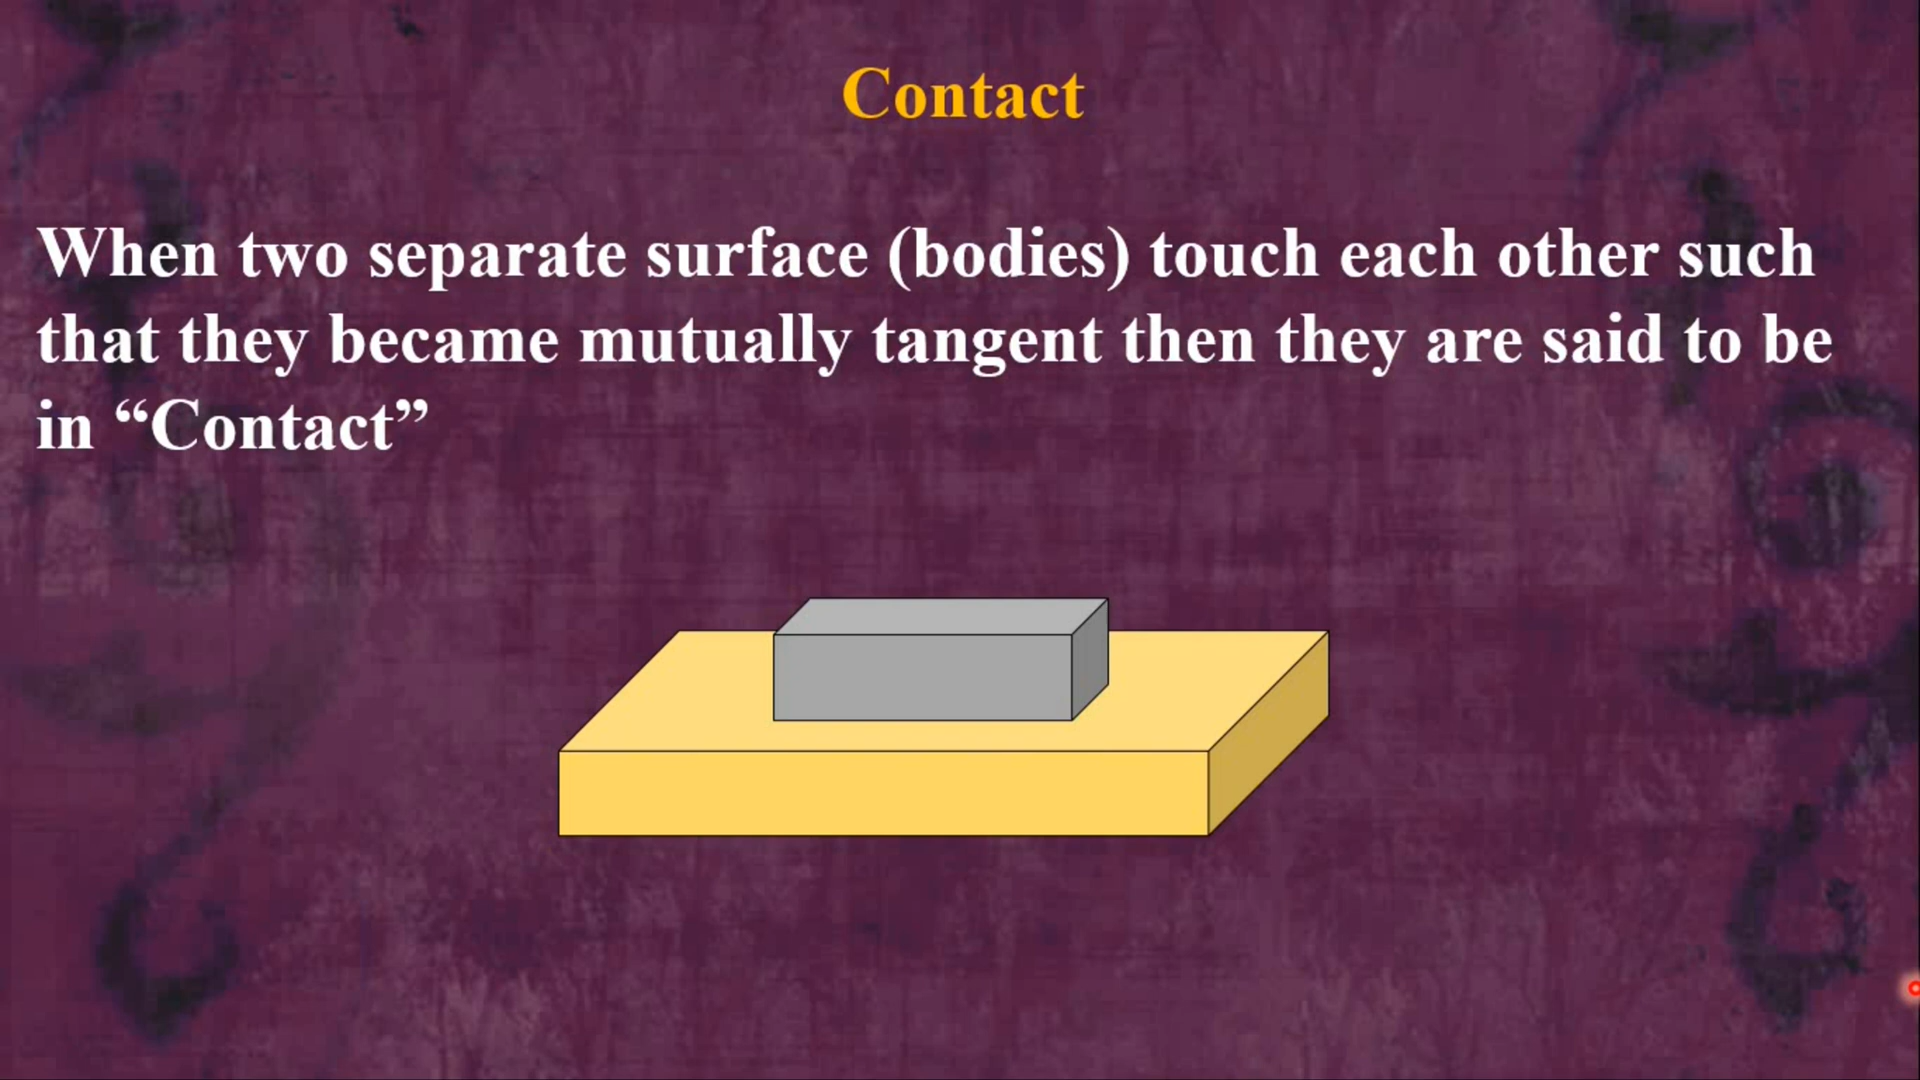 Contact
When two separate surface (bodies) touch each other such
that they became mutually tangent then they are said to be
in “Contact”